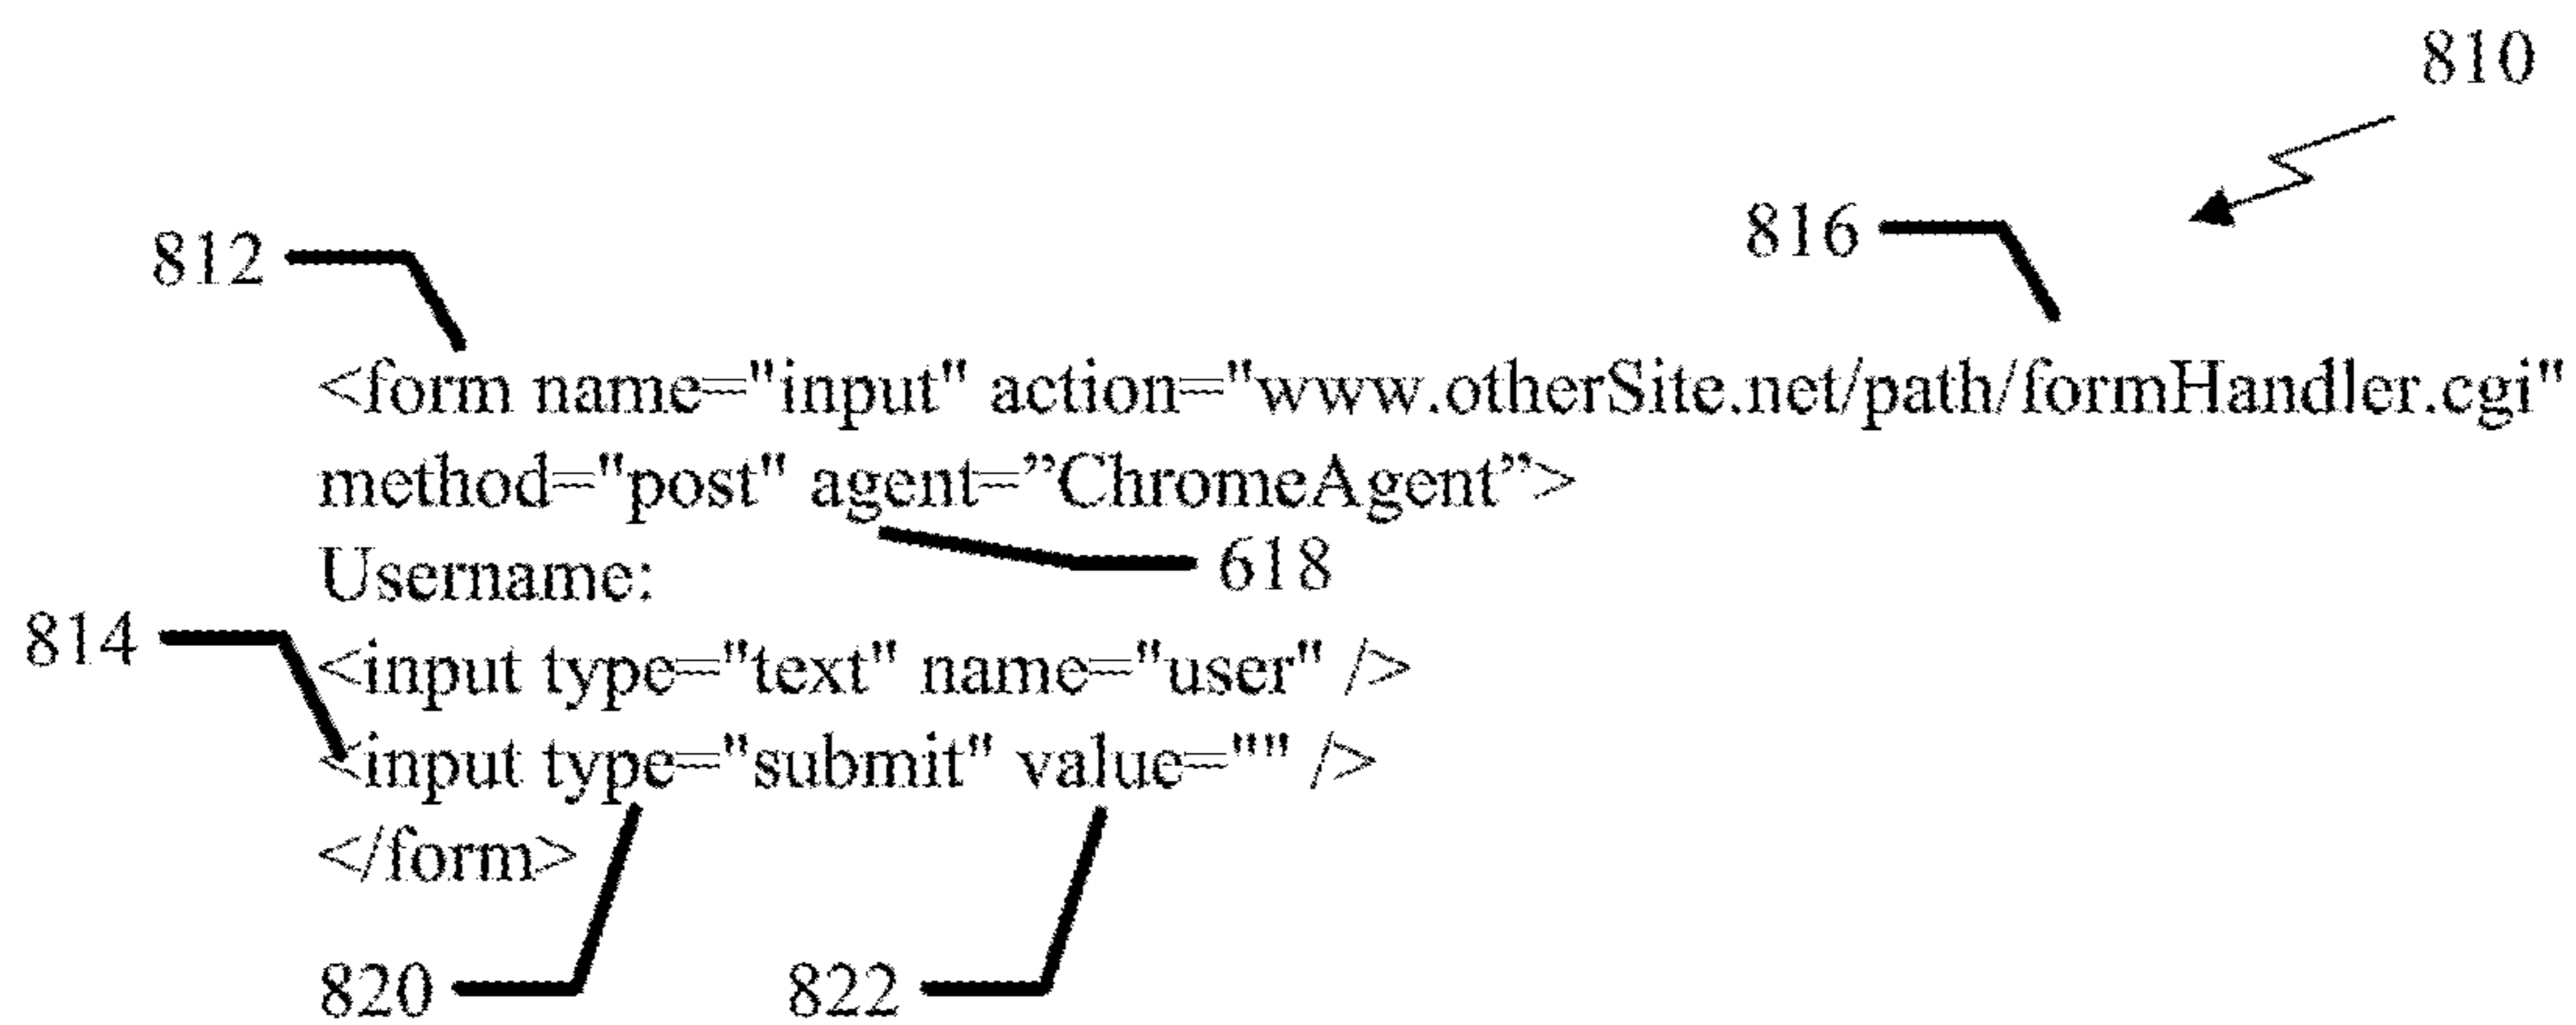 810
816
812
<form name="input" action="www.otherSite.net/path/formHandler.cgi"
method="post" agent=”ChromeAgent”>
618
Username:
814
<input type="text" name="user" />
<input type="submit" value="" />
</form>
820
822